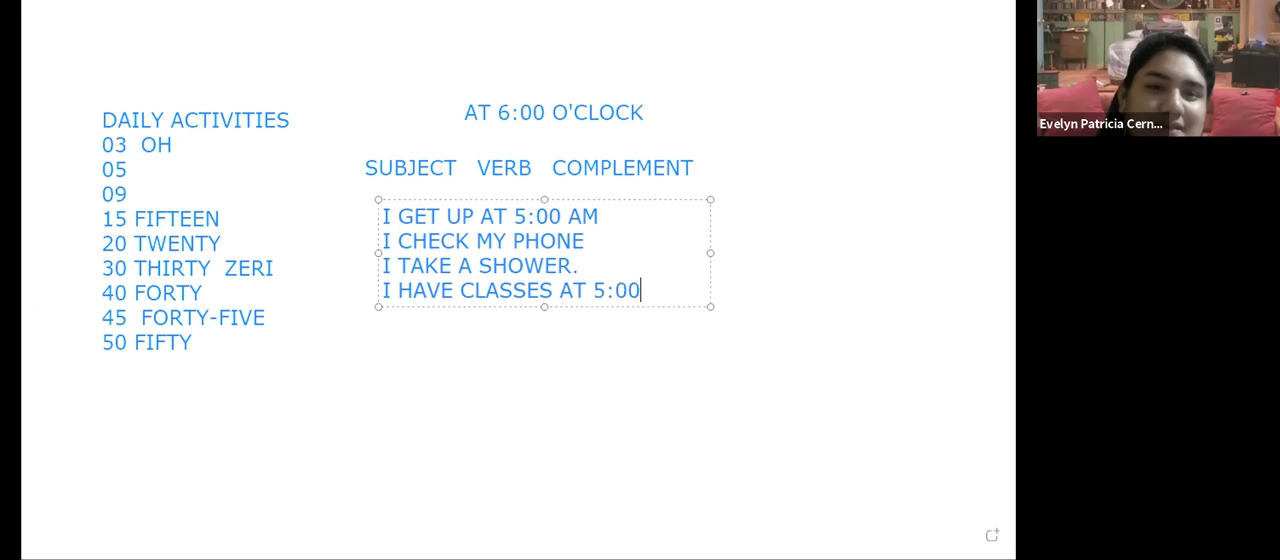 DAILY ACTIVITIES
03 OH
05
09
15 FIFTEEN
20 TWENTY
30 THIRTY ZERI
40 FORTY
45 FORTY-FIVE
50 FIFTY
AT 6:00 O'CLOCK
SUBJECT VERB COMPLEMENT
I GET UP AT 5:00 AM
I CHECK MY PHONE
I TAKE A SHOWER.
I HAVE CLASSES AT 5:00
Evelyn Patricia Cern...